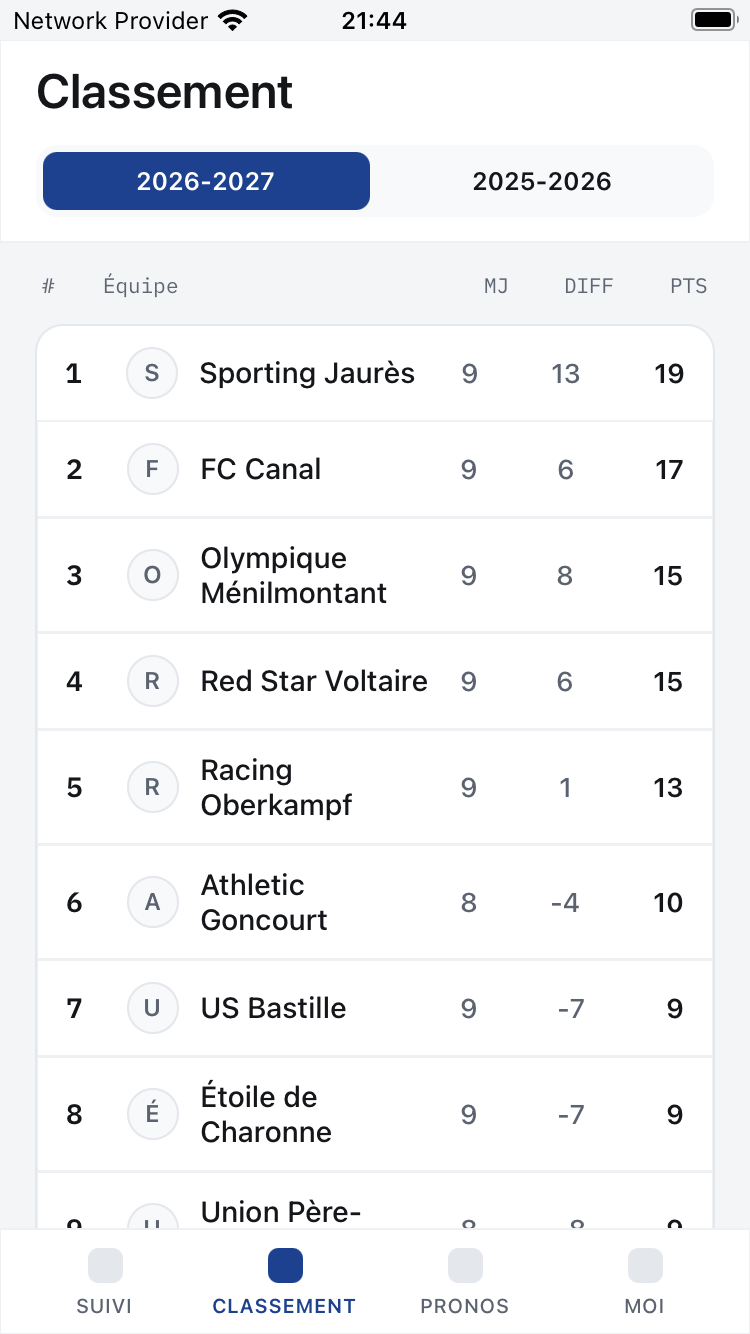 Network Provider 21:44
Classement
2026-2027 2025-2026
# Équipe MJ DIFF PTS
1 S Sporting Jaurès 9 13 19
2 F FC Canal 9 6 17
3 O Olympique
Ménilmontant 9 8 15
4 R Red Star Voltaire 9 6 15
5 R Racing
Oberkampf 9 1 13
6 A Athletic
Goncourt 8 -4 10
7 U US Bastille 9 -7 9
8 É Étoile de
Charonne 9 -7 9
Union Père-
SUIVI CLASSEMENT PRONOS MOI